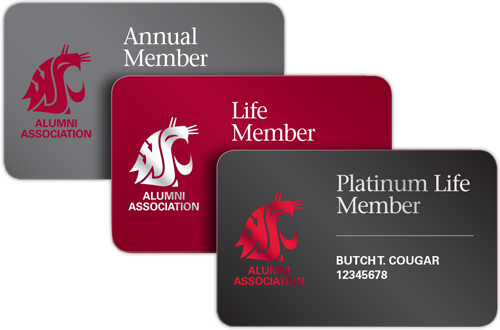 Annual
Member
ALUMNI
ASSOCIATION
Life
Member
ALUMNI
ASSOCIATION
Platinum Life
Member
BUTCH T. COUGAR
12345678
ALUMNI
ASSOCIATION